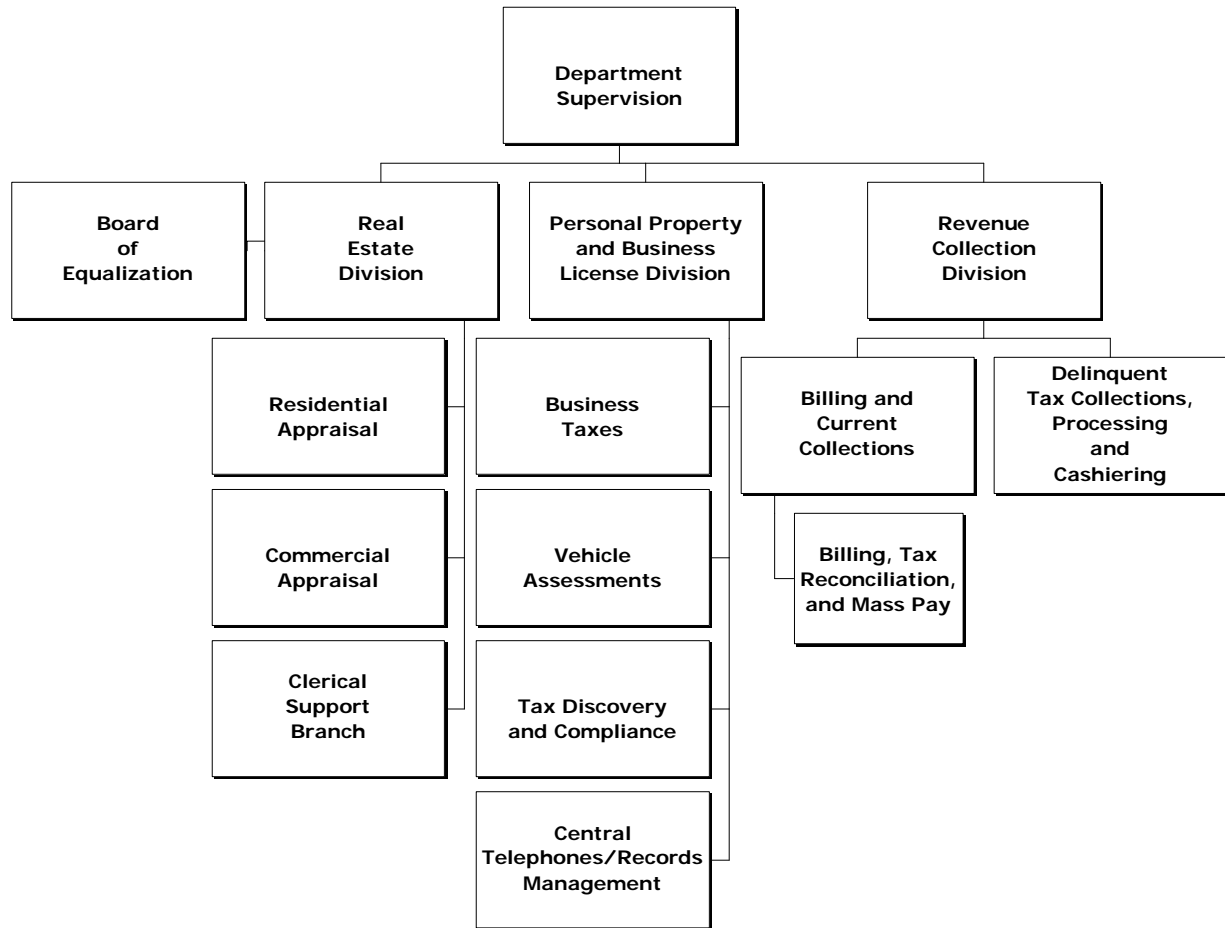 Department
Supervision
Board
of
Equalization
Real
Estate
Division
Personal Property
and Business
License Division
Revenue
Collection
Division
Residential
Appraisal
Business
Taxes
Billing and
Current
Collections
Delinquent
Tax Collections,
Processing
and
Cashiering
Commercial
Appraisal
Vehicle
Assessments
Billing, Tax
Reconciliation,
and Mass Pay
Clerical
Support
Branch
Tax Discovery
and Compliance
Central
Telephones/Records
Management